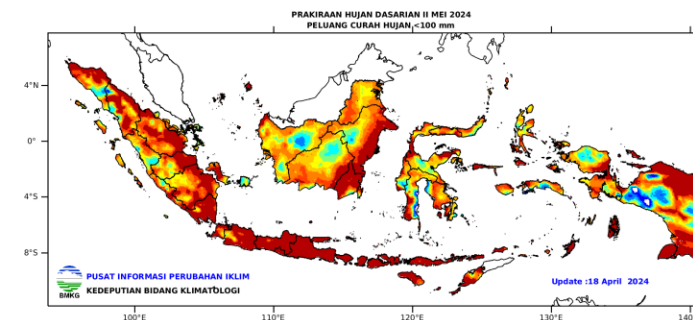 PRAKIRAAN HUJAN DASARIAN II MEI 2024
PELUANG CURAH HUJAN <100 mm
4°N
0°
4°S
8°S
PUSAT INFORMASI PERUBAHAN IKLIM
KEDEPUTIAN BIDANG KLIMATOLOGI
BMKG
Update :18 April 2024
100°E
110°E
120°E
130°E
140